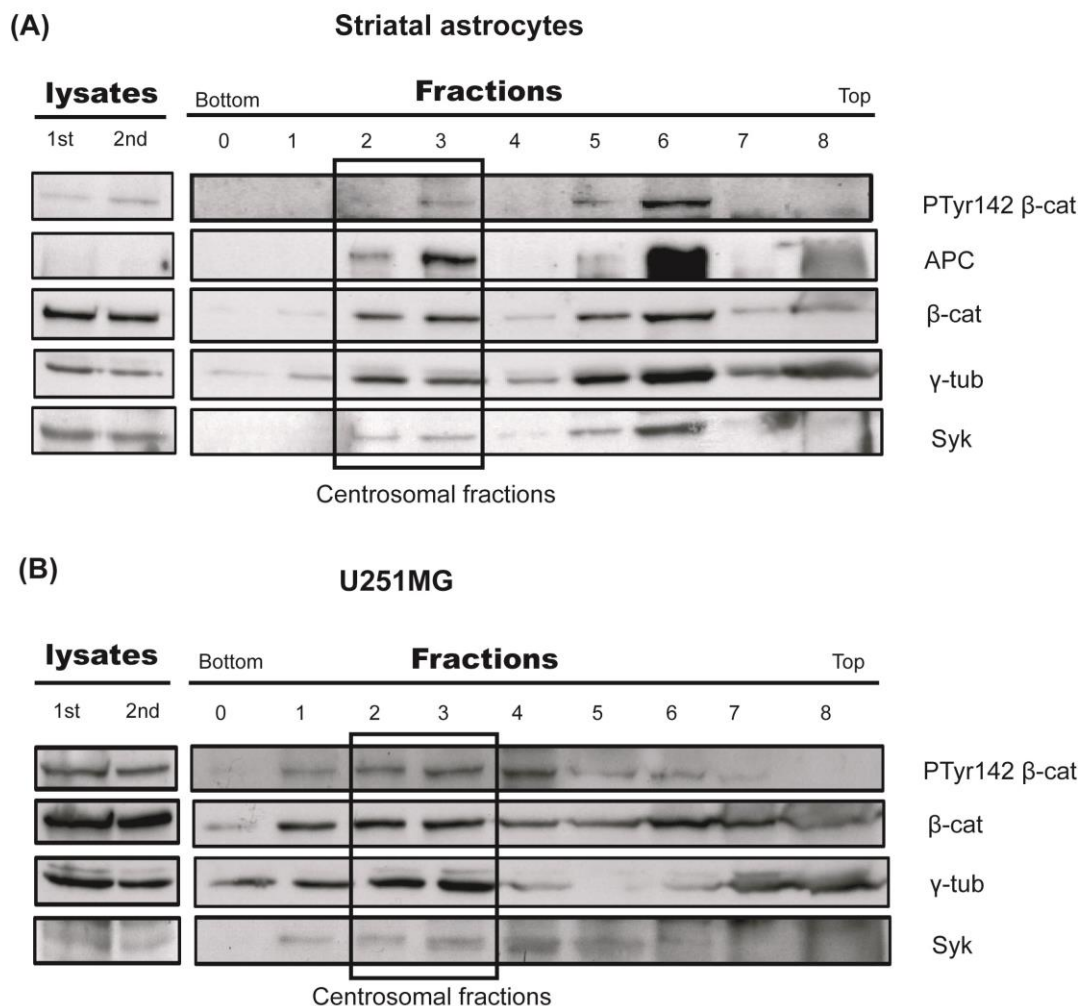 (A)
Striatal astrocytes
lysates
Fractions
Bottom
Top
1st 2nd 0 1 2 3 4 5 6 7 8
PTyr142 β-cat
APC
β-cat
γ-tub
Syk
Centrosomal fractions
(B)
U251MG
lysates
Fractions
Bottom
Top
1st 2nd 0 1 2 3 4 5 6 7 8
PTyr142 β-cat
β-cat
γ-tub
Syk
Centrosomal fractions